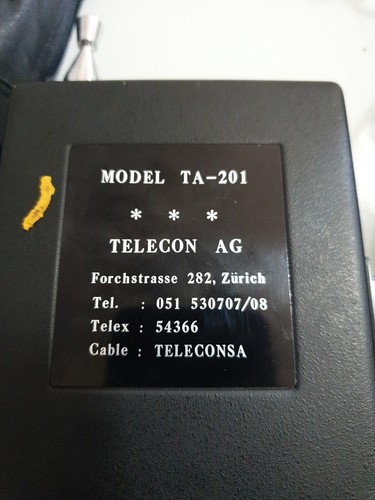 MODEL TA-201
* * *
TELECON AG
Forchstrasse 282, Zürich
Tel. : 051 530707/08
Telex : 54366
Cable : TELECONSA